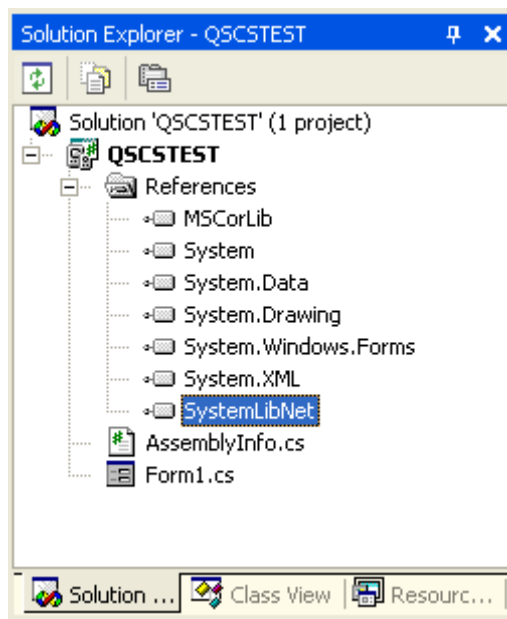 Solution Explorer - QSCSTEST
Solution 'QSCSTEST' (1 project)
QSCSTEST
References
MSCorLib
System
System.Data
System.Drawing
System.Windows.Forms
System.XML
SystemLibNet
AssemblyInfo.cs
Form1.cs
Solution ... Class View Resourc...